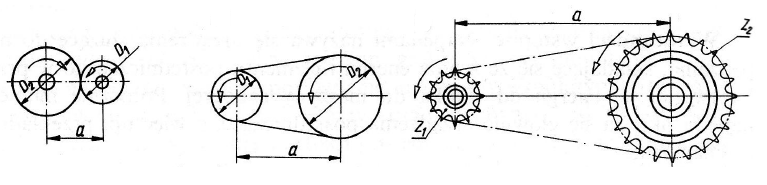 D₂ D₁
a
D₁ D₂
a
a
Z₁ Z₂